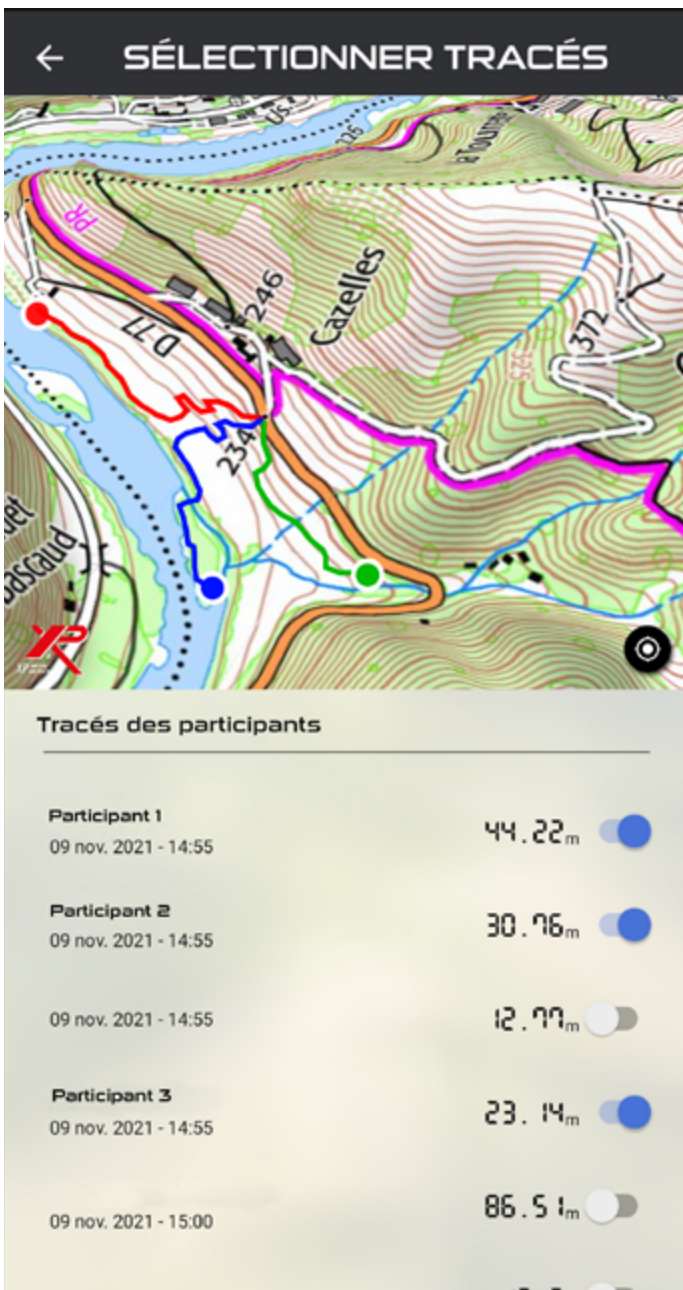 SÉLECTIONNER TRACÉS
PR
D 77
246
Cazelles
372
325
234
XP
Tracés des participants
Participant 1
44.22m
09 nov. 2021 - 14:55
Participant 2
30.76m
09 nov. 2021 - 14:55
09 nov. 2021 - 14:55
12.77m
Participant 3
23.14m
09 nov. 2021 - 14:55
86.51m
09 nov. 2021 - 15:00